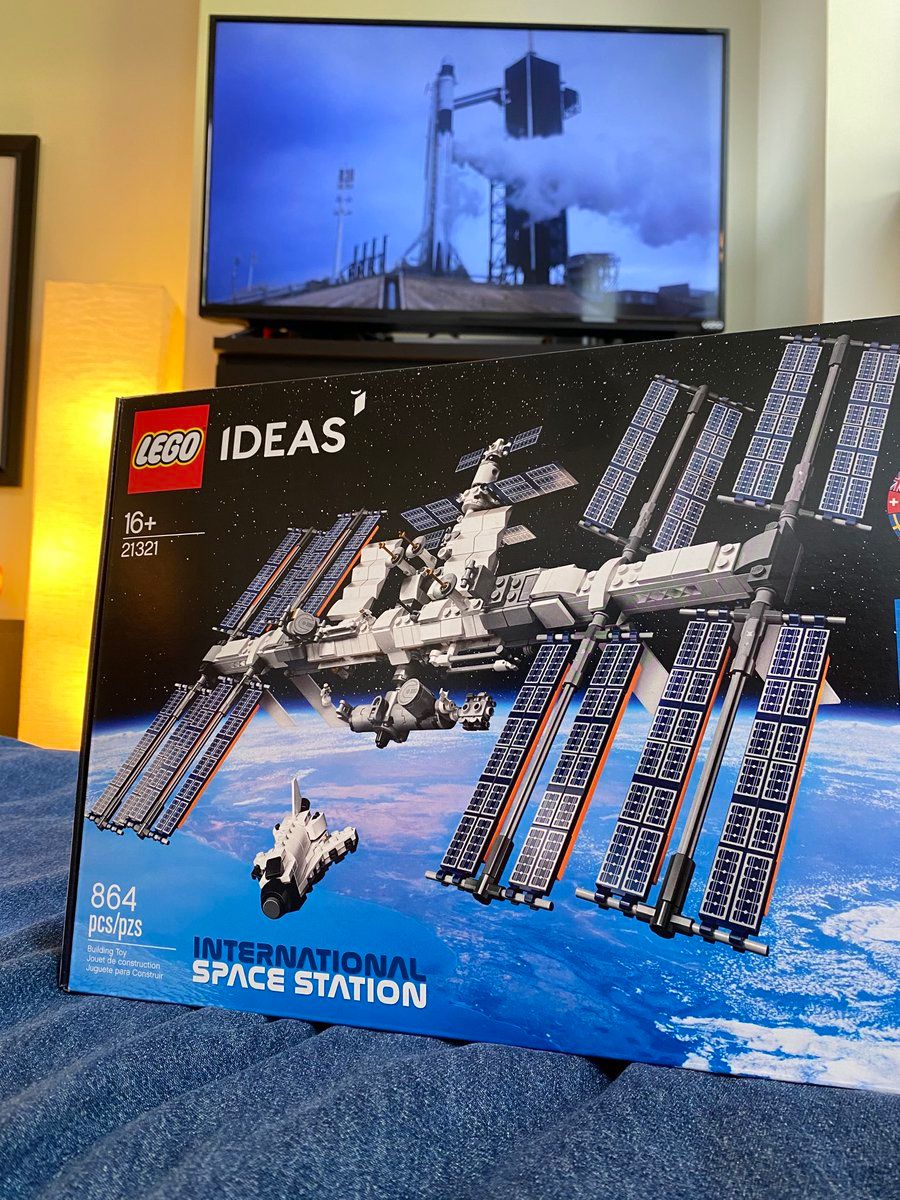 LEGO
IDEAS
16+
21321
864
pcs/pzs
Building Toy
Jouet de construction
Juguete para Construir
INTERNATIONAL
SPACE STATION